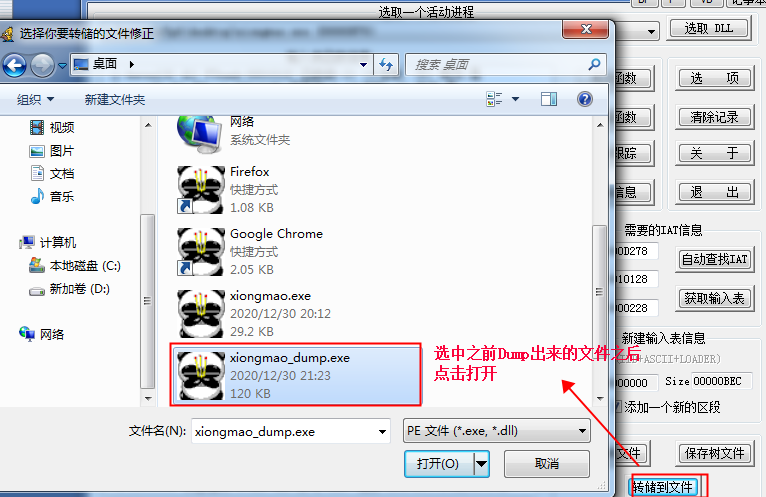 选取一个活动进程
选取 DLL
选择你要转储的文件修正
桌面
搜索 桌面
组织
新建文件夹
视频
图片
文档
音乐
计算机
本地磁盘 (C:)
新加卷 (D:)
网络
网络
系统文件夹
Firefox
快捷方式
1.08 KB
Google Chrome
快捷方式
2.05 KB
xiongmao.exe
2020/12/30 20:12
29.2 KB
xiongmao_dump.exe
2020/12/30 21:23
120 KB
选中之前Dump出来的文件之后
点击打开
文件名(N):
xiongmao_dump.exe
PE 文件 (*.exe, *.dll)
打开(O)
取消
函数
选 项
函数
清除记录
跟踪
关 于
信息
退 出
需要的IAT信息
00D278
自动查找IAT
010128
000228
获取输入表
新建输入表信息
+ASCII+LOADER)
000000
Size
00000BEC
添加一个新的区段
文件
保存树文件
转储到文件